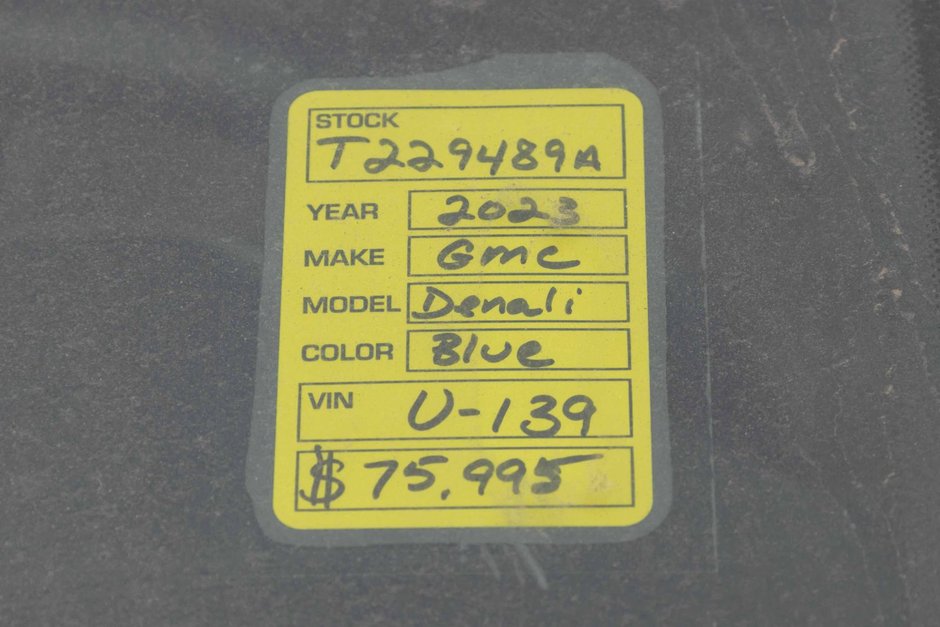 STOCK
T229489A
YEAR 2023
MAKE Gmc
MODEL Denali
COLOR Blue
VIN U-139
$75,995